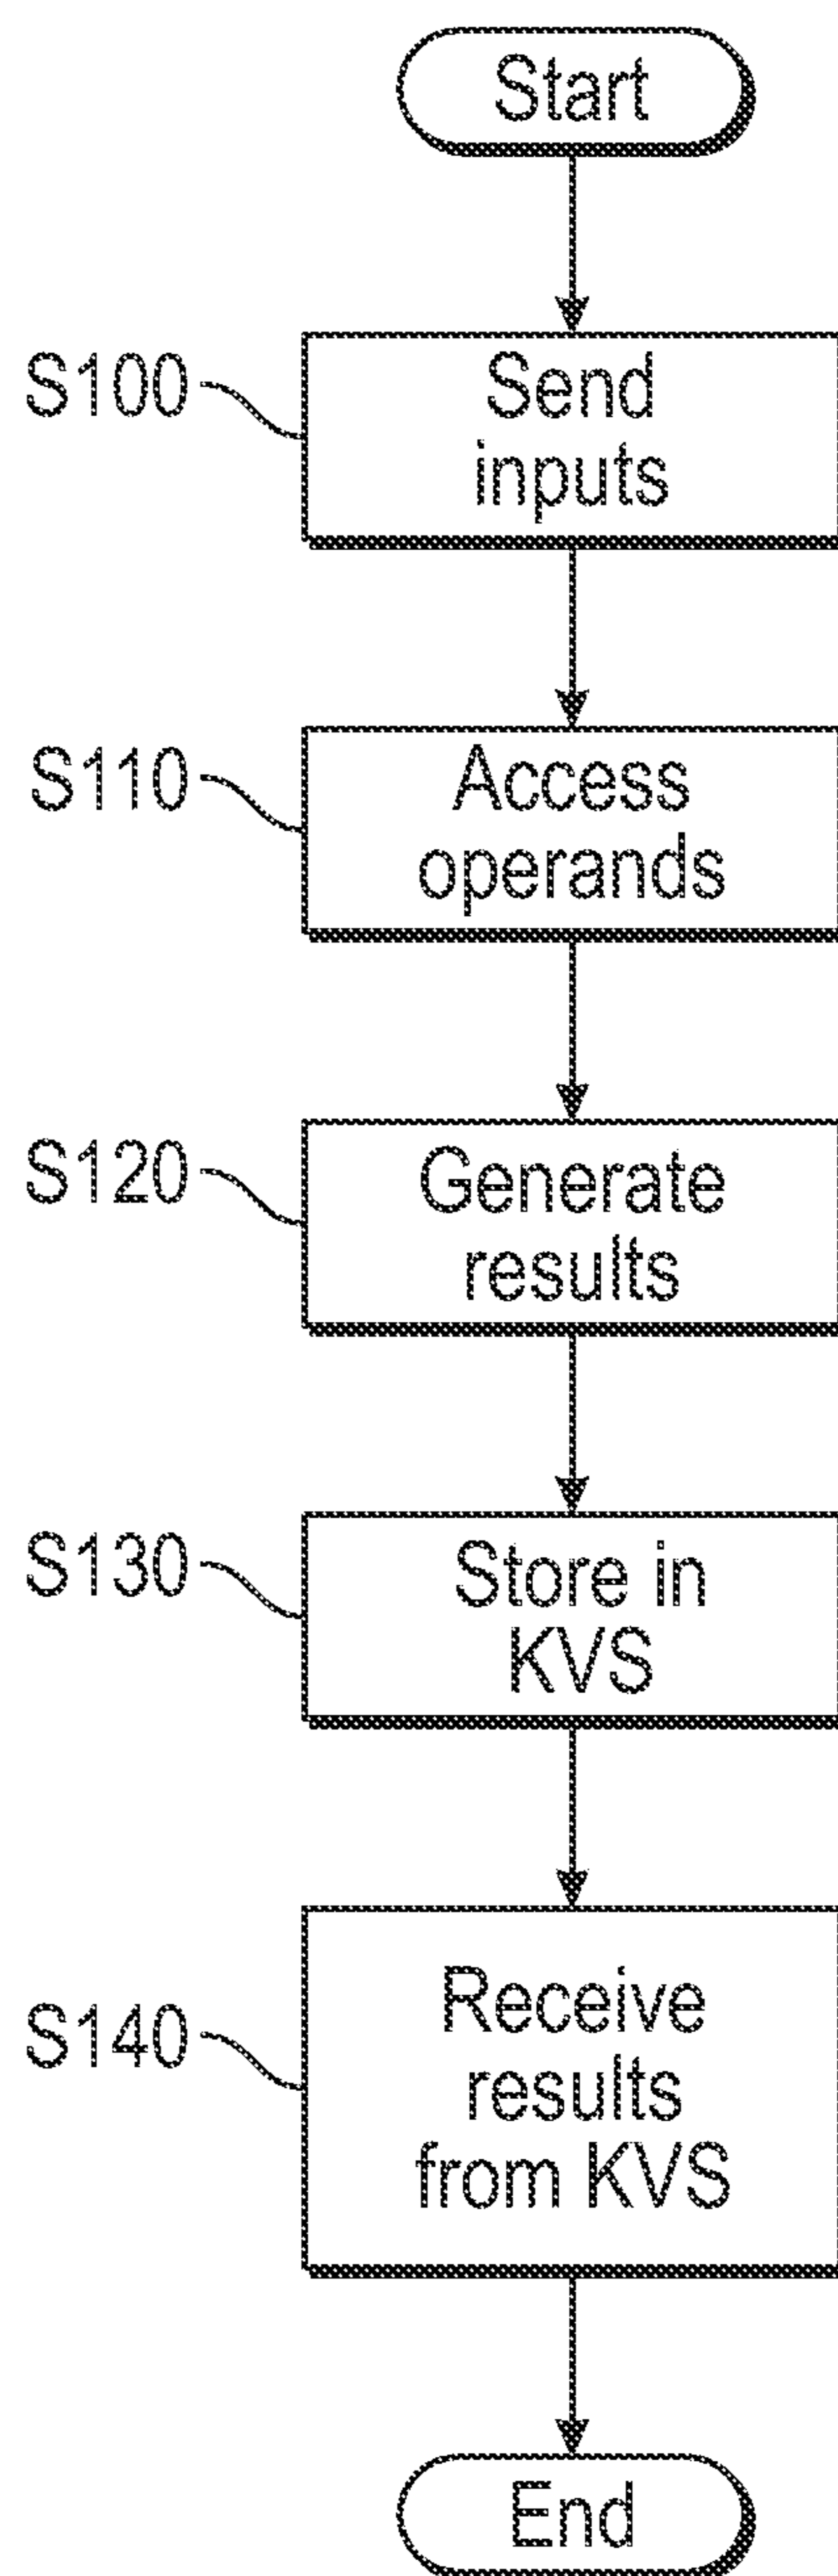 Start
S100
Send
inputs
S110
Access
operands
S120
Generate
results
S130
Store in
KVS
S140
Receive
results
from KVS
End